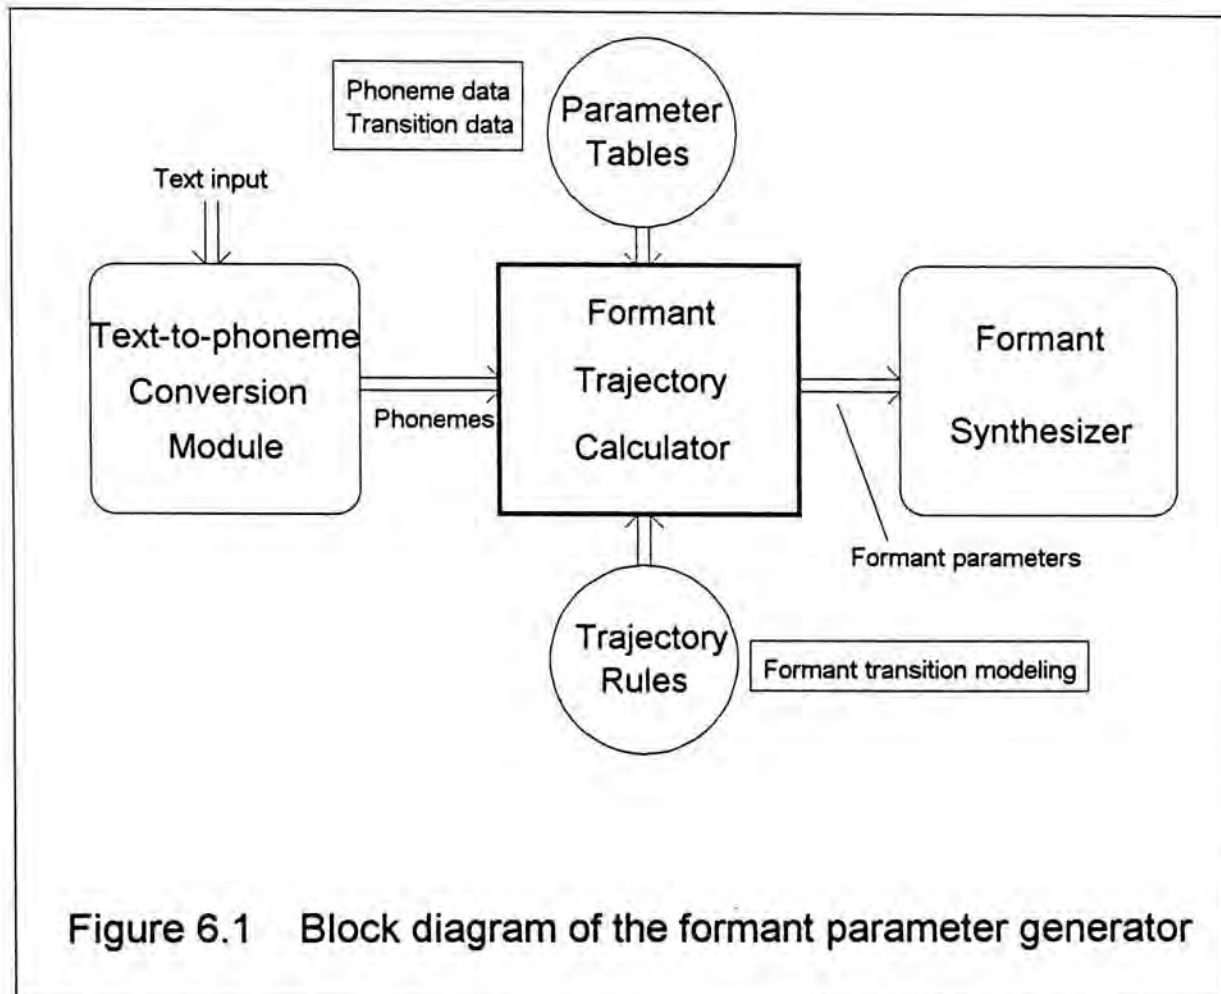 Phoneme data
Transition data
Parameter
Tables
Text input
Text-to-phoneme
Conversion
Module
Phonemes
Formant
Trajectory
Calculator
Formant
Synthesizer
Formant parameters
Trajectory
Rules
Formant transition modeling
Figure 6.1 Block diagram of the formant parameter generator